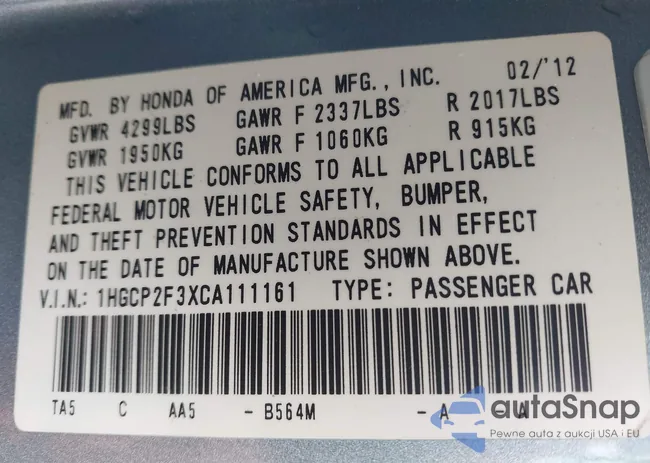 MFD. BY HONDA OF AMERICA MFG., INC. 02/'12
GVWR 4299LBS GAWR F 2337LBS R 2017LBS
GVWR 1950KG GAWR F 1060KG R 915KG
THIS VEHICLE CONFORMS TO ALL APPLICABLE
FEDERAL MOTOR VEHICLE SAFETY, BUMPER,
AND THEFT PREVENTION STANDARDS IN EFFECT
ON THE DATE OF MANUFACTURE SHOWN ABOVE.
V.I.N.: 1HGCP2F3XCA111161 TYPE: PASSENGER CAR
TA5 C AA5 - B564M - A A
autaSnap
Pewne auta z aukcji USA i EU